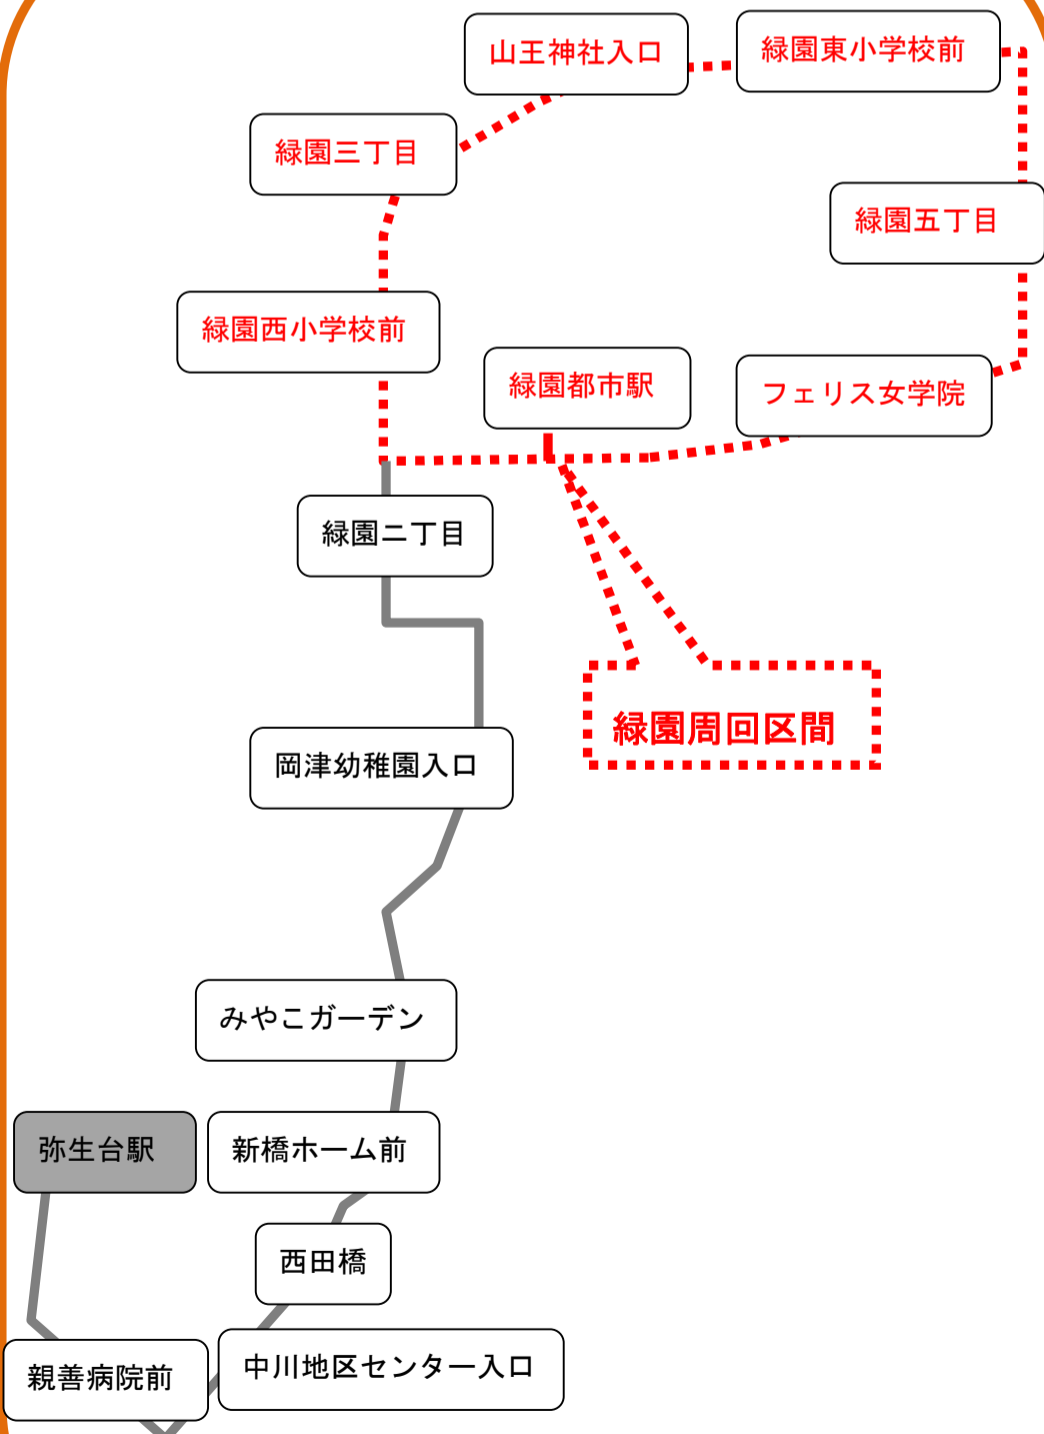 山王神社入口
緑園東小学校前
緑園三丁目
緑園五丁目
緑園西小学校前
緑園都市駅
フェリス女学院
緑園二丁目
緑園周回区間
岡津幼稚園入口
みやこガーデン
弥生台駅
新橋ホーム前
西田橋
親善病院前
中川地区センター入口